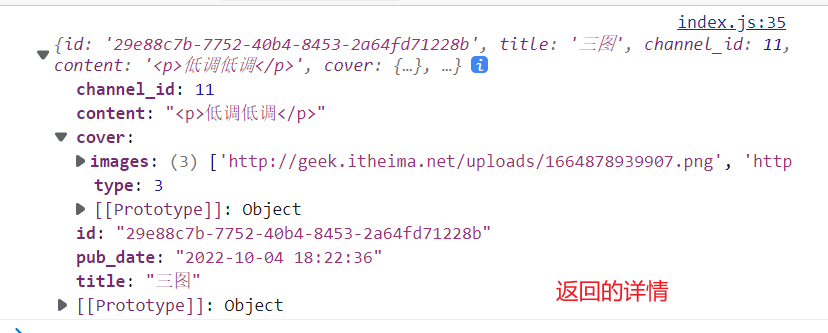 index.js:35
{id: '29e88c7b-7752-40b4-8453-2a64fd71228b', title: '三图', channel_id: 11,
content: '<p>低调低调</p>', cover: {…}, …} i
channel_id: 11
content: "<p>低调低调</p>"
cover:
images: (3) ['http://geek.itheima.net/uploads/1664878939907.png', 'http
type: 3
[[Prototype]]: Object
id: "29e88c7b-7752-40b4-8453-2a64fd71228b"
pub_date: "2022-10-04 18:22:36"
title: "三图"
[[Prototype]]: Object
返回的详情